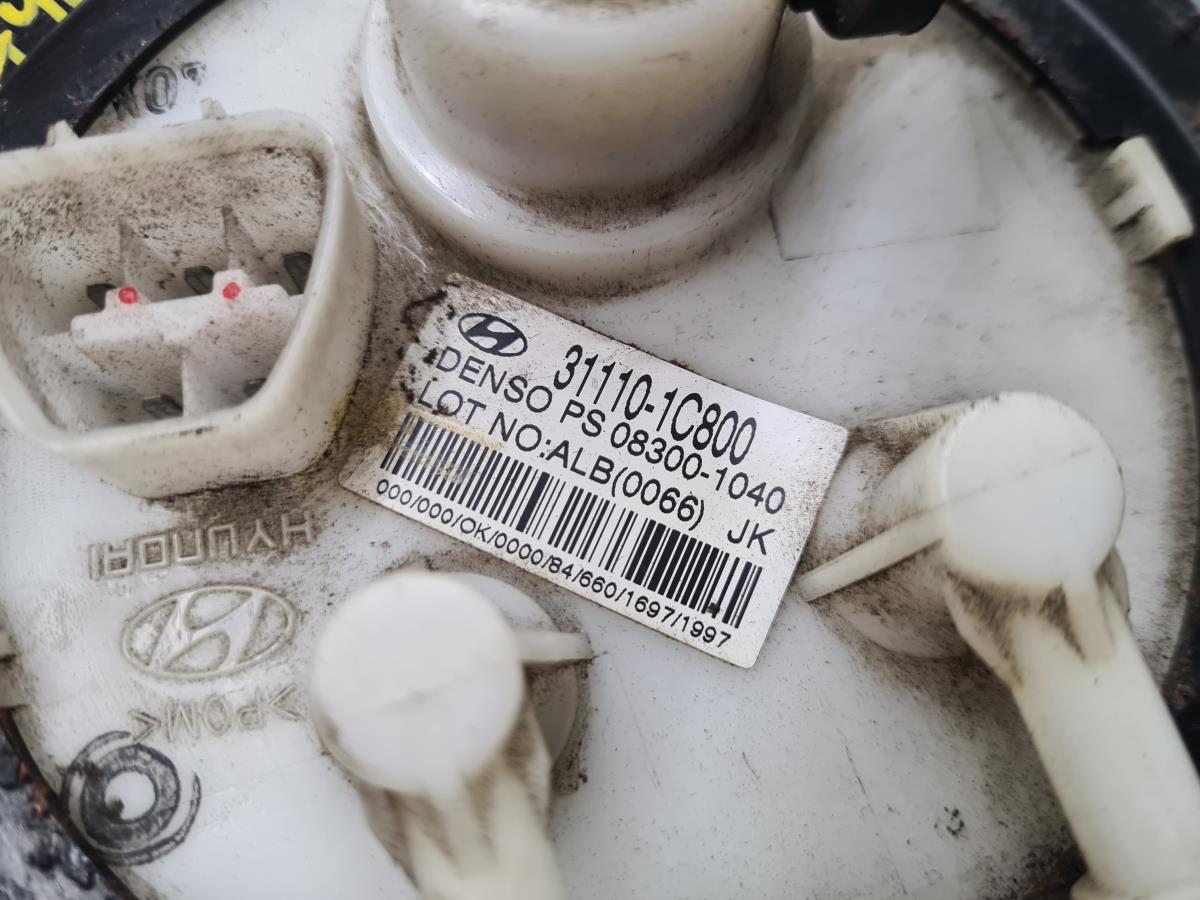 31110-1C800
DENSO PS 08300-1040
LOT NO:ALB(0066) JK
000/000/OK/0000/84/660/1697/1997
HYUNDAI
>POM<